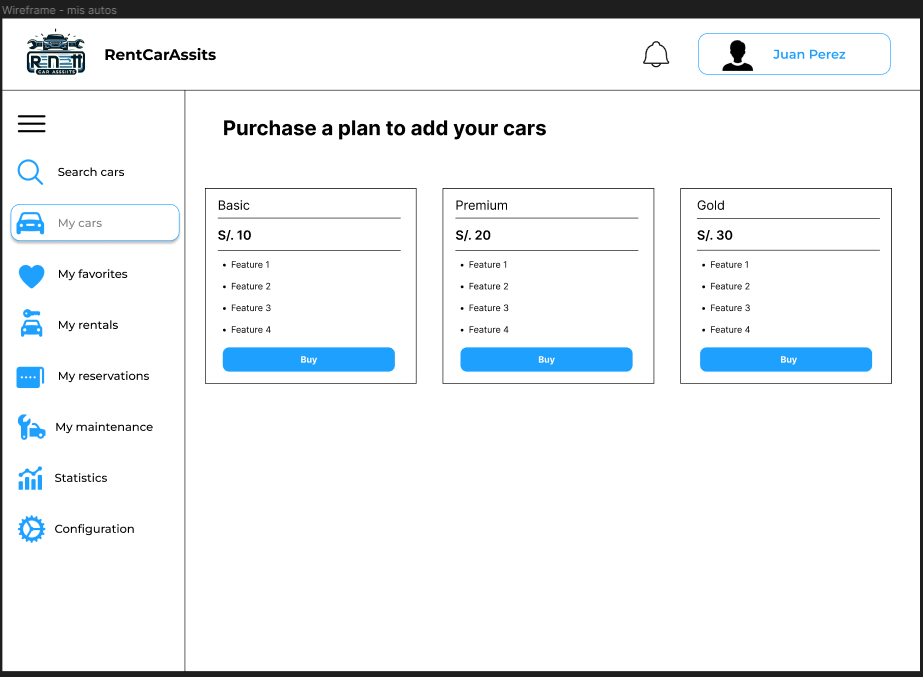 Wireframe - mis autos
RENTT
CAR ASSSIITS
RentCarAssits
Juan Perez
Purchase a plan to add your cars
Search cars
My cars
My favorites
My rentals
My reservations
My maintenance
Statistics
Configuration
Basic
S/. 10
• Feature 1
• Feature 2
• Feature 3
• Feature 4
Buy
Premium
S/. 20
• Feature 1
• Feature 2
• Feature 3
• Feature 4
Buy
Gold
S/. 30
• Feature 1
• Feature 2
• Feature 3
• Feature 4
Buy